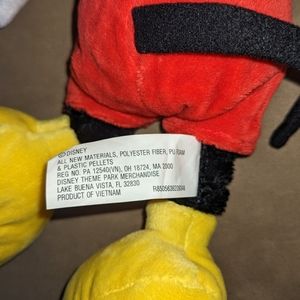 ©DISNEY
ALL NEW MATERIALS, POLYESTER FIBER, PU FOAM
& PLASTIC PELLETS
REG. NO. PA 12540(VN), OH 18724, MA 2000
DISNEY THEME PARK MERCHANDISE
LAKE BUENA VISTA, FL 32830
PRODUCT OF VIETNAM